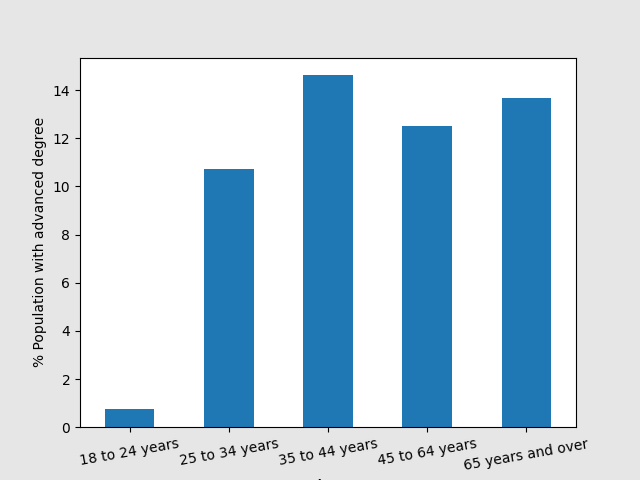 % Population with advanced degree
14
12
10
8
6
4
2
0
18 to 24 years
25 to 34 years
35 to 44 years
45 to 64 years
65 years and over